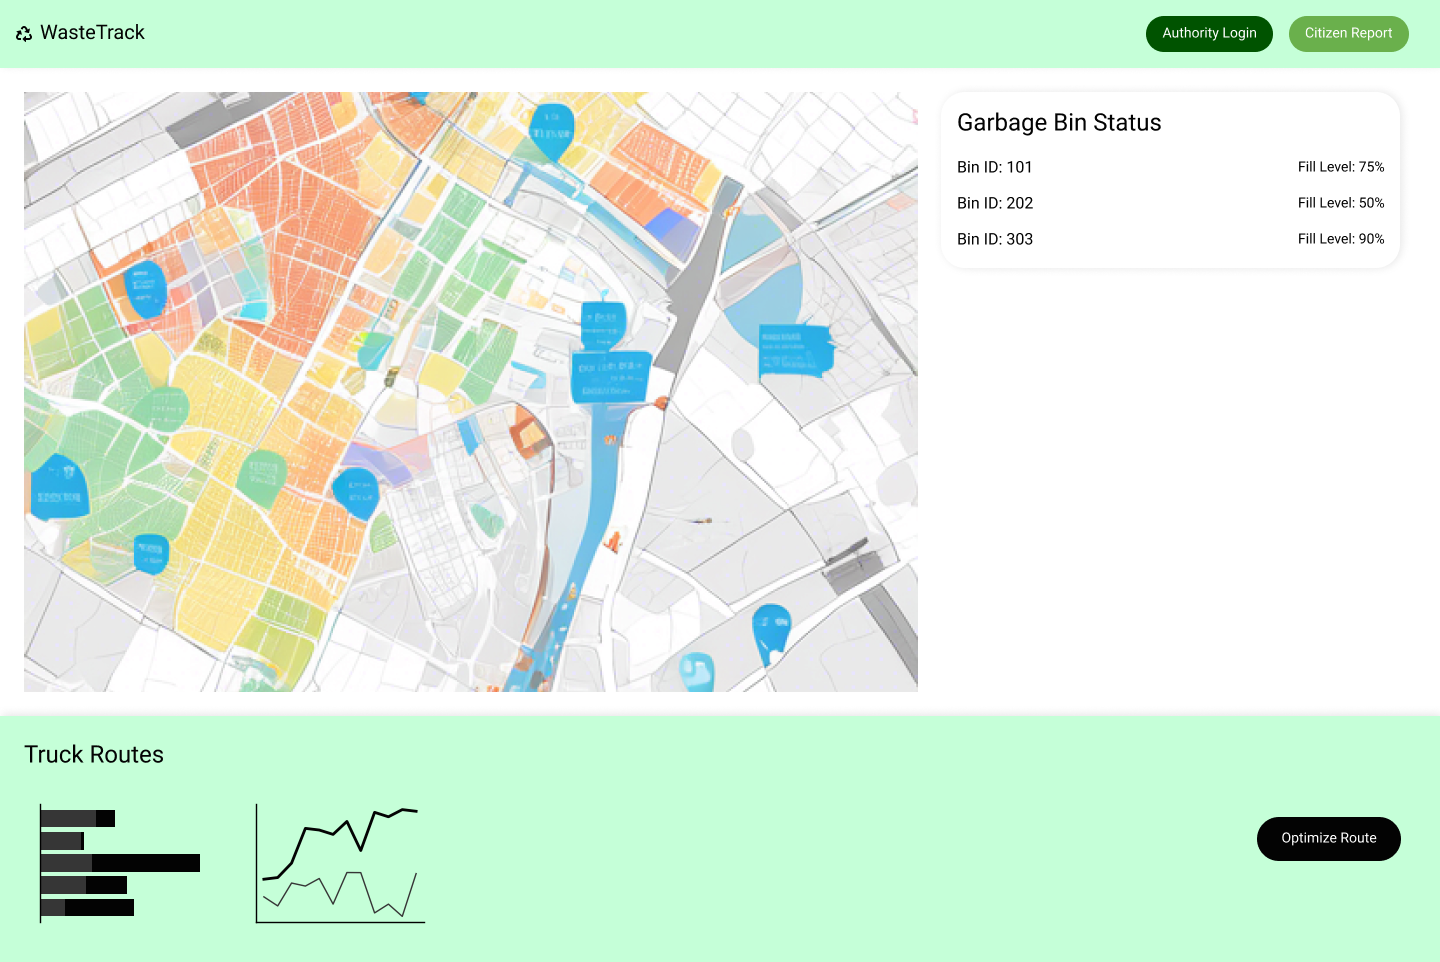 WasteTrack
Authority Login
Citizen Report
Garbage Bin Status
Bin ID: 101
Fill Level: 75%
Bin ID: 202
Fill Level: 50%
Bin ID: 303
Fill Level: 90%
Truck Routes
Optimize Route